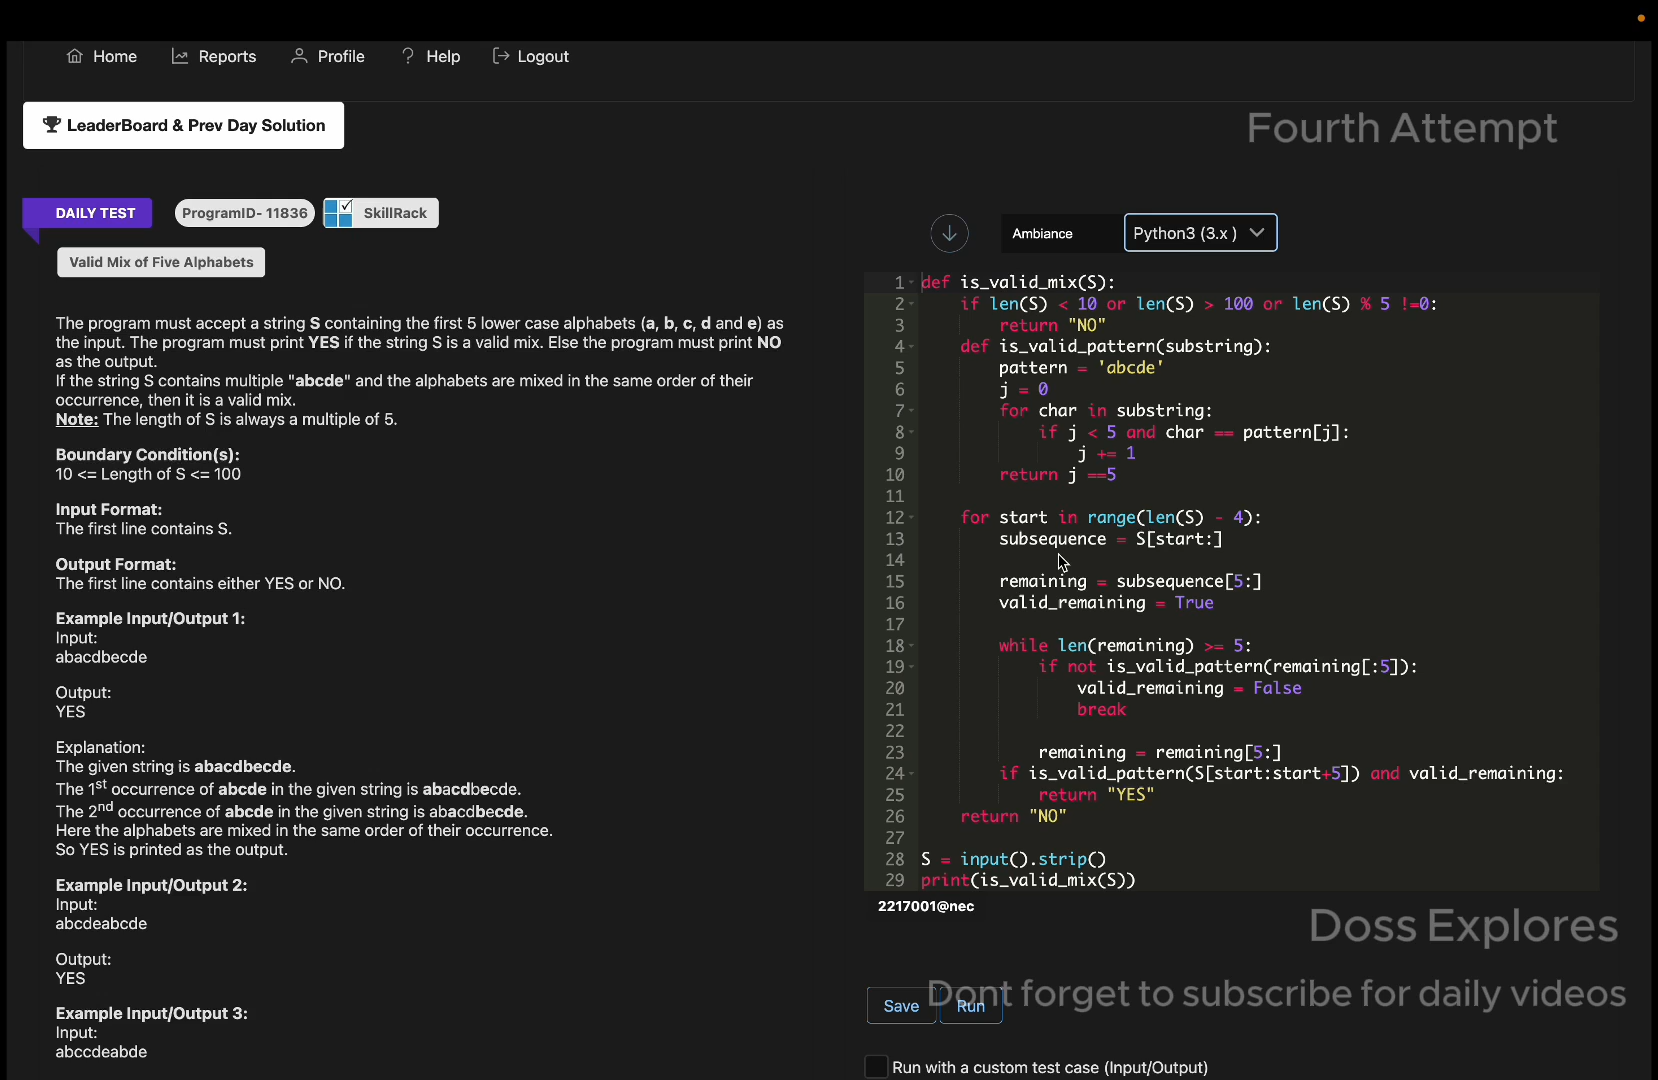 Home Reports Profile ? Help Logout
LeaderBoard & Prev Day Solution
Fourth Attempt
DAILY TEST ProgramID- 11836 SkillRack
Ambiance Python3 (3.x )
Valid Mix of Five Alphabets
The program must accept a string S containing the first 5 lower case alphabets (a, b, c, d and e) as
the input. The program must print YES if the string S is a valid mix. Else the program must print NO
as the output.
If the string S contains multiple "abcde" and the alphabets are mixed in the same order of their
occurrence, then it is a valid mix.
Note: The length of S is always a multiple of 5.
Boundary Condition(s):
10 <= Length of S <= 100
Input Format:
The first line contains S.
Output Format:
The first line contains either YES or NO.
Example Input/Output 1:
Input:
abacdbecde
Output:
YES
Explanation:
The given string is abacdbecde.
The 1st occurrence of abcde in the given string is abacdbecde.
The 2nd occurrence of abcde in the given string is abacdbecde.
Here the alphabets are mixed in the same order of their occurrence.
So YES is printed as the output.
Example Input/Output 2:
Input:
abcdeabcde
Output:
YES
Example Input/Output 3:
Input:
abccdeabde
1 def is_valid_mix(S):
2     if len(S) < 10 or len(S) > 100 or len(S) % 5 !=0:
3         return "NO"
4     def is_valid_pattern(substring):
5         pattern = 'abcde'
6         j = 0
7         for char in substring:
8             if j < 5 and char == pattern[j]:
9                 j += 1
10         return j ==5
11
12     for start in range(len(S) - 4):
13         subsequence = S[start:]
14
15         remaining = subsequence[5:]
16         valid_remaining = True
17
18         while len(remaining) >= 5:
19             if not is_valid_pattern(remaining[:5]):
20                 valid_remaining = False
21                 break
22
23             remaining = remaining[5:]
24         if is_valid_pattern(S[start:start+5]) and valid_remaining:
25             return "YES"
26     return "NO"
27
28 S = input().strip()
29 print(is_valid_mix(S))
2217001@nec
Doss Explores
Dont forget to subscribe for daily videos
Save Run
Run with a custom test case (Input/Output)